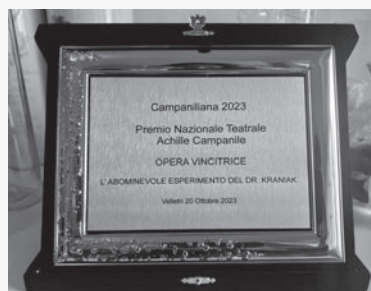 Campaniliana 2023
Premio Nazionale Teatrale
Achille Campanile
OPERA VINCITRICE
L'ABOMINEVOLE ESPERIMENTO DEL DR. KRANIAK
Velletri 20 Ottobre 2023